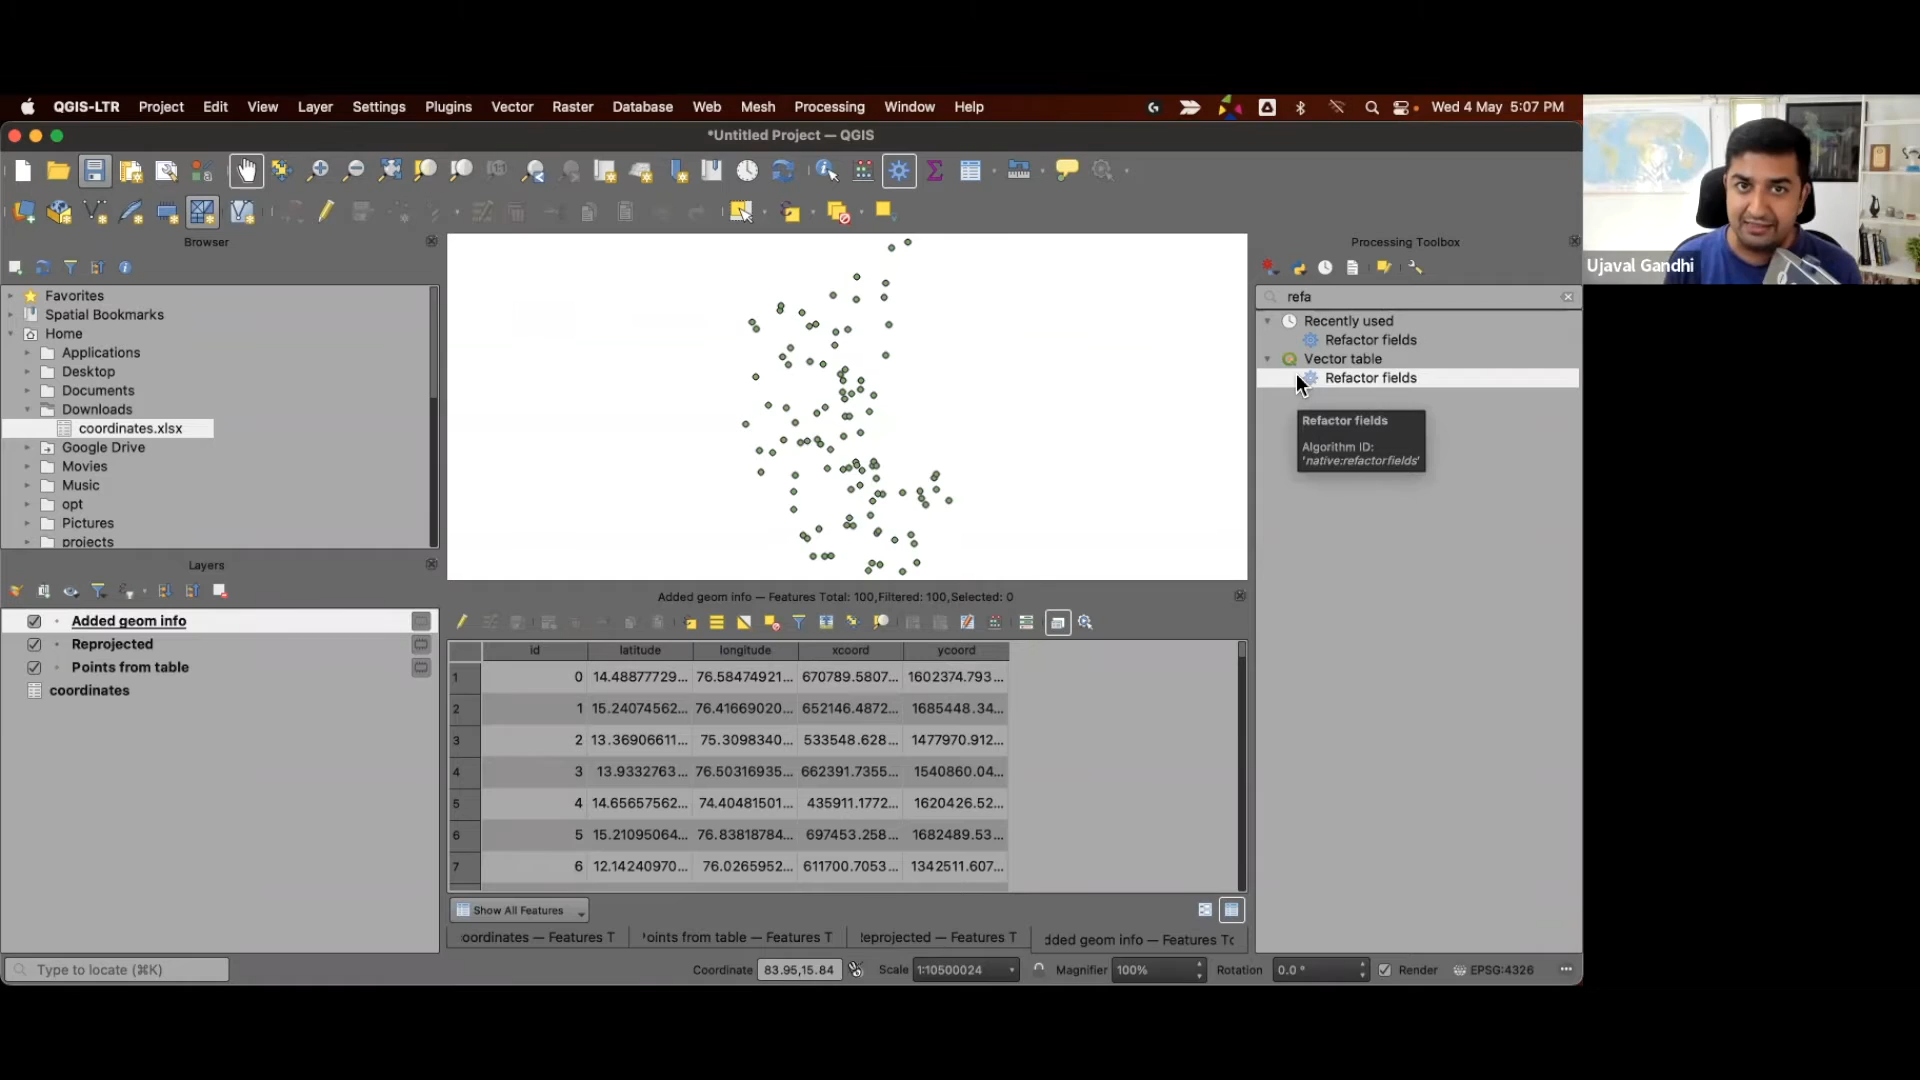 QGIS-LTR Project Edit View Layer Settings Plugins Vector Raster Database Web Mesh Processing Window Help Wed 4 May 5:07 PM
*Untitled Project — QGIS
Browser
Favorites
Spatial Bookmarks
Home
Applications
Desktop
Documents
Downloads
coordinates.xlsx
Google Drive
Movies
Music
opt
Pictures
projects
Layers
Added geom info
Reprojected
Points from table
coordinates
Added geom info — Features Total: 100, Filtered: 100, Selected: 0
id latitude longitude xcoord ycoord
1 0 14.48877729... 76.58474921... 670789.5807... 1602374.793...
2 1 15.24074562... 76.41669020... 652146.4872... 1685448.34...
3 2 13.36906611... 75.3098340... 533548.628... 1477970.912...
4 3 13.9332763... 76.50316935... 662391.7355... 1540860.04...
5 4 14.65657562... 74.40481501... 435911.1772... 1620426.52...
6 5 15.21095064... 76.83818784... 697453.258... 1682489.53...
7 6 12.14240970... 76.0265952... 611700.7053... 1342511.607...
Show All Features
oordinates — Features T
oints from table — Features T
eprojected — Features T
dded geom info — Features To
Processing Toolbox
refa
Recently used
Refactor fields
Vector table
Refactor fields
Refactor fields
Algorithm ID:
'native:refactorfields'
Ujaval Gandhi
Type to locate (⌘K)
Coordinate 83.95,15.84 Scale 1:10500024 Magnifier 100% Rotation 0.0 ° Render EPSG:4326